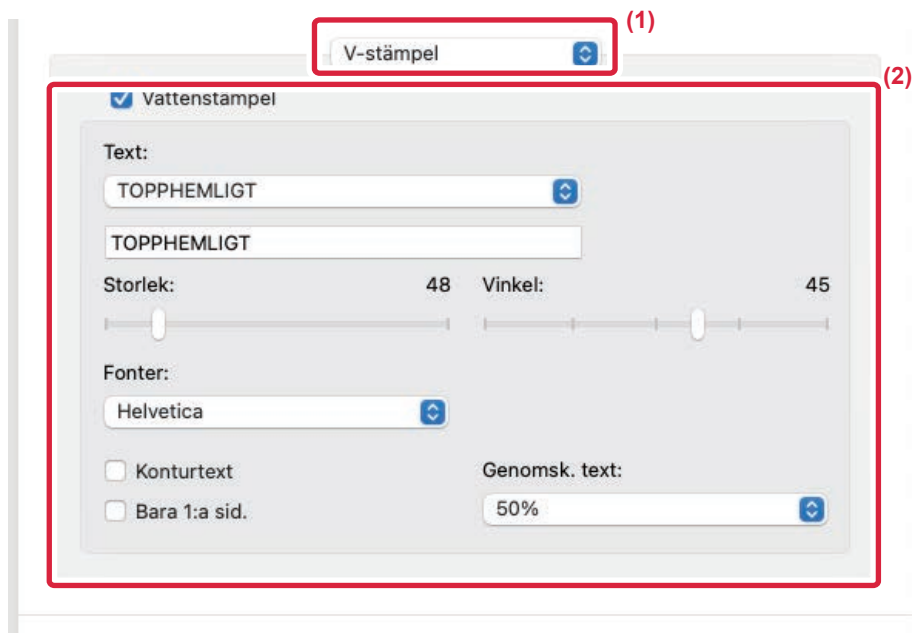 (1)
V-stämpel
(2)
Vattenstämpel
Text:
TOPPHEMLIGT
TOPPHEMLIGT
Storlek: 48 Vinkel: 45
Fonter:
Helvetica
Konturtext Genomsk. text:
Bara 1:a sid. 50%